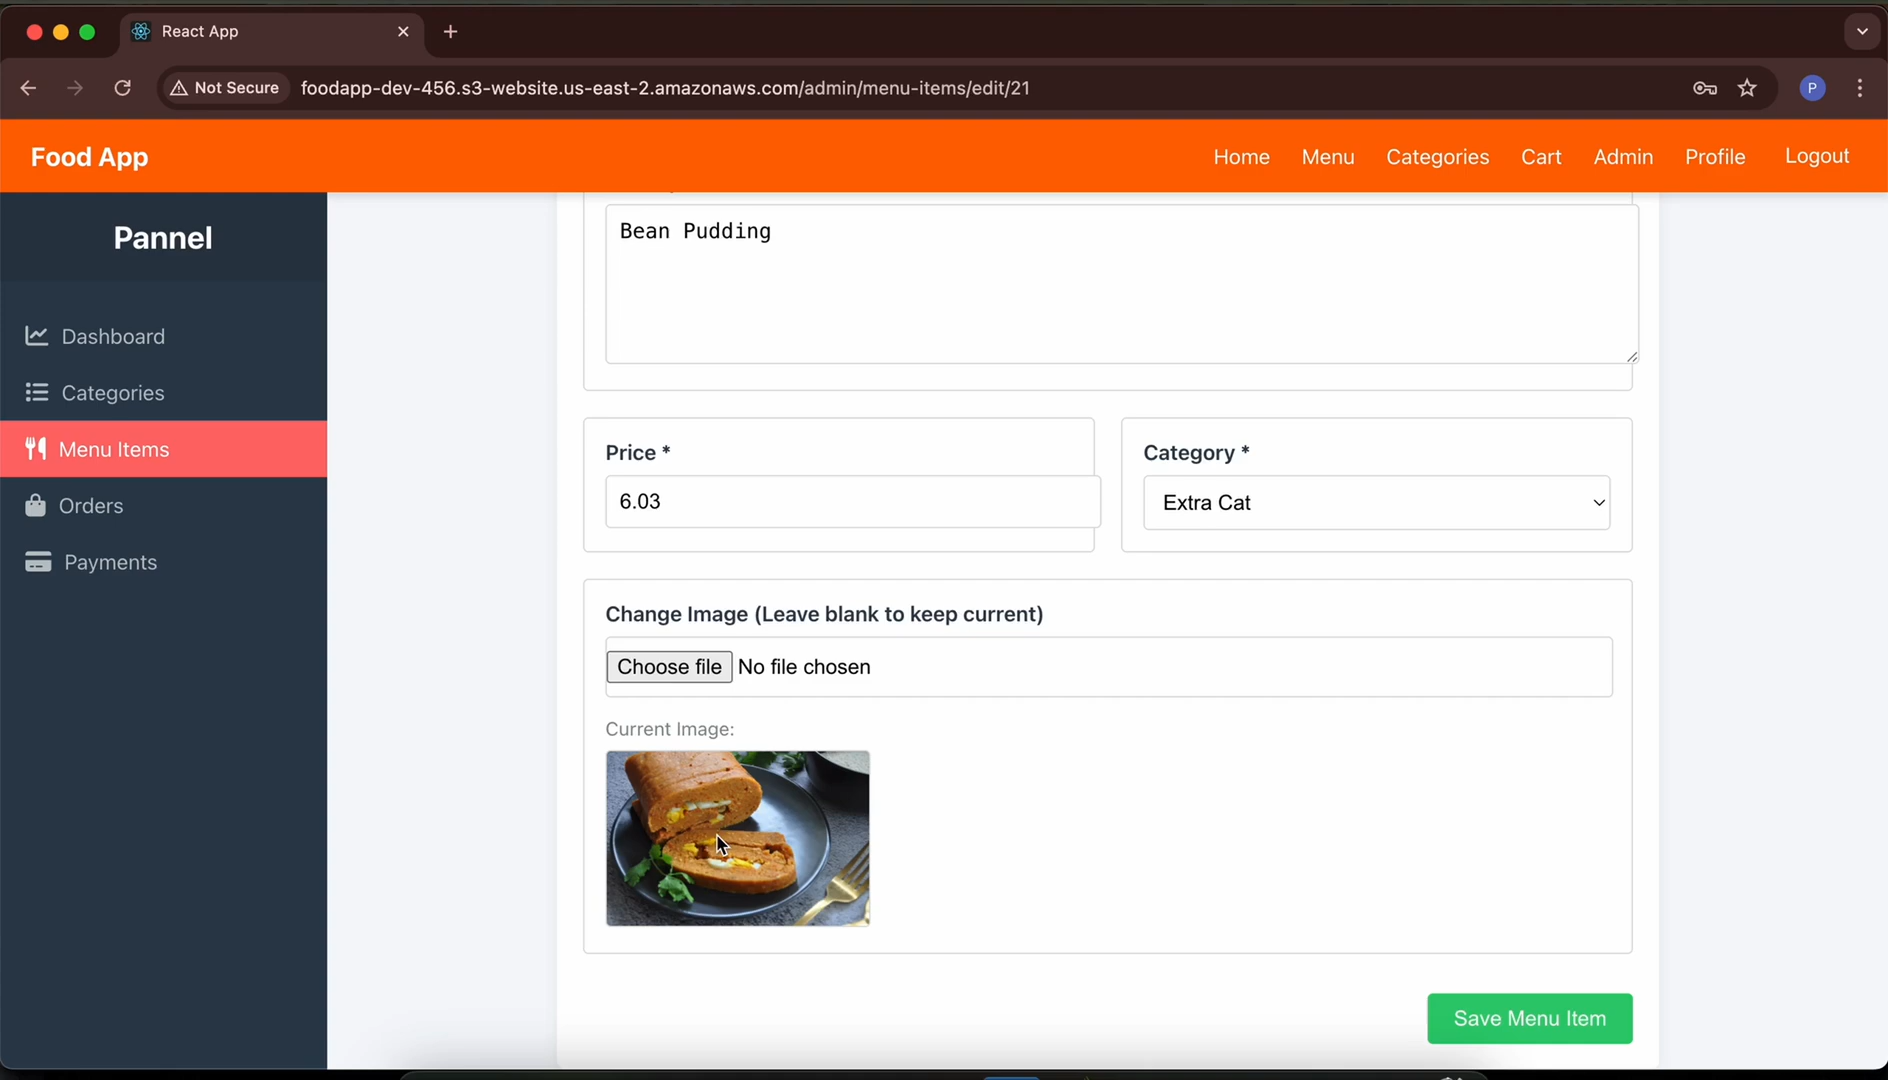 React App
Not Secure
foodapp-dev-456.s3-website.us-east-2.amazonaws.com/admin/menu-items/edit/21
P
Food App
Home
Menu
Categories
Cart
Admin
Profile
Logout
Pannel
Dashboard
Categories
Menu Items
Orders
Payments
Bean Pudding
Price *
6.03
Category *
Extra Cat
Change Image (Leave blank to keep current)
Choose file No file chosen
Current Image:
Save Menu Item